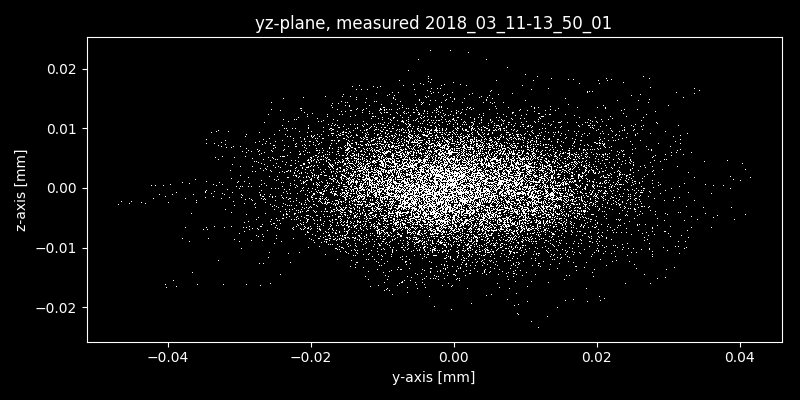 yz-plane, measured 2018_03_11-13_50_01
0.02
0.01
0.00
−0.01
−0.02
z-axis [mm]
−0.04 −0.02 0.00 0.02 0.04
y-axis [mm]